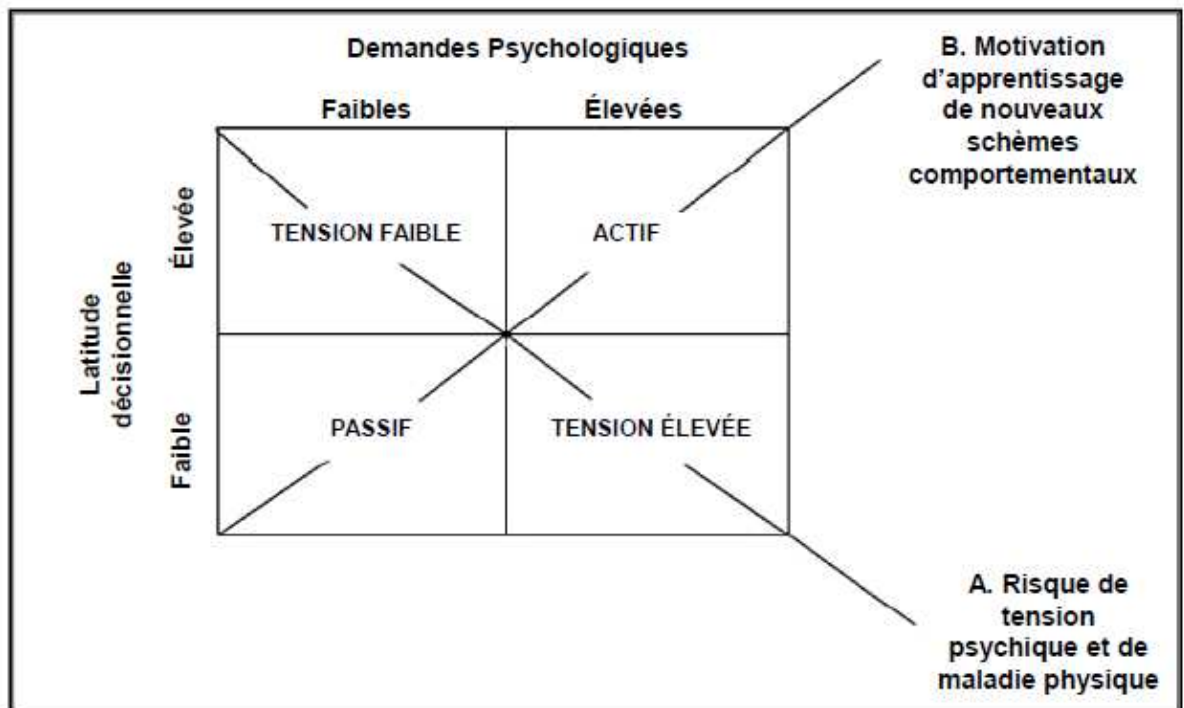 Demandes Psychologiques
Faibles
Élevées
B. Motivation
d'apprentissage
de nouveaux
schèmes
comportementaux
Latitude
décisionnelle
Élevée
Faible
TENSION FAIBLE
ACTIF
PASSIF
TENSION ÉLEVÉE
A. Risque de
tension
psychique et de
maladie physique